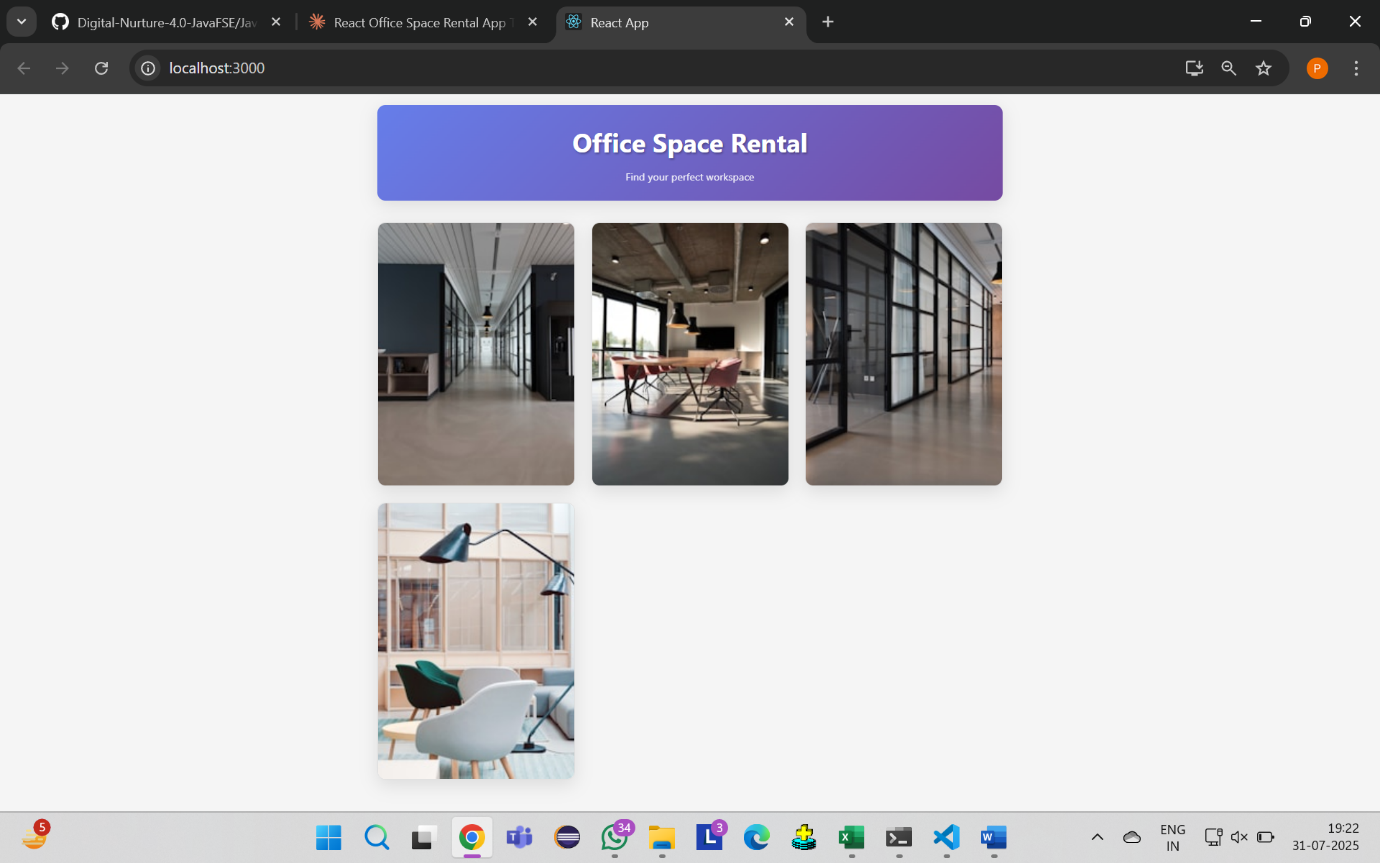 Digital-Nurture-4.0-JavaFSE/Jav
React Office Space Rental App T
React App
localhost:3000
P
Office Space Rental
Find your perfect workspace
5
T
34
L
3
X
W
ENG
IN
19:22
31-07-2025